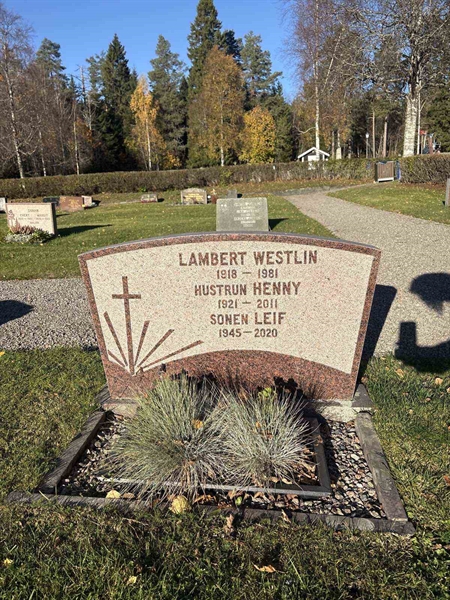 LAMBERT WESTLIN
1918 – 1981
HUSTRUN HENNY
1921 – 2011
SONEN LEIF
1945–2020